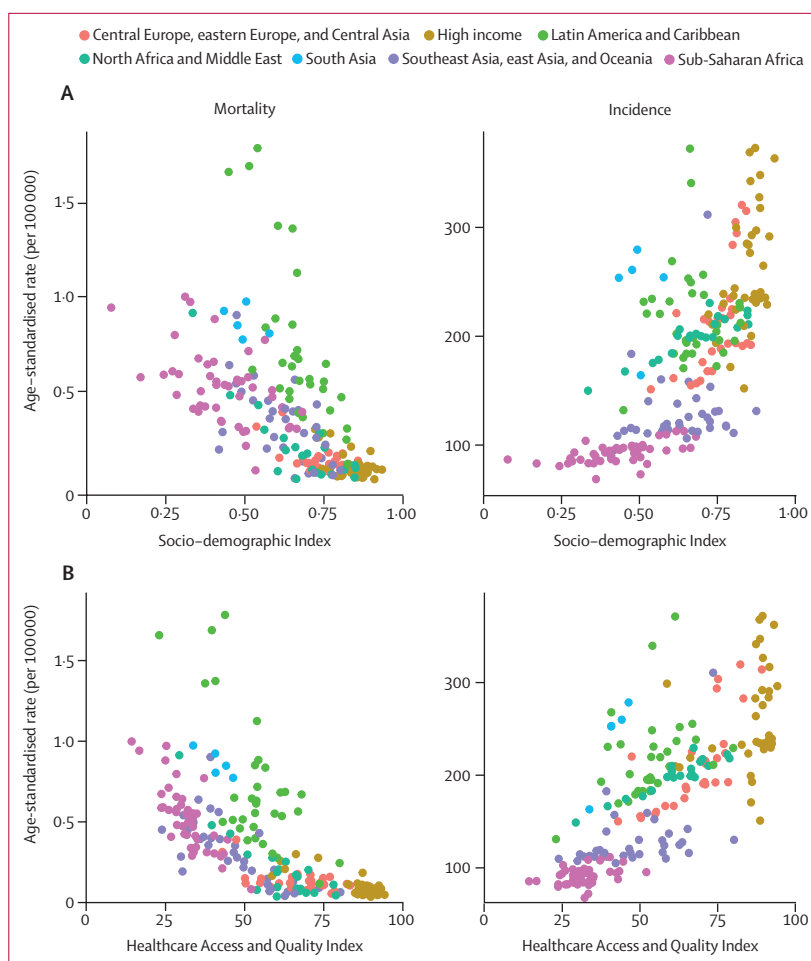 Central Europe, eastern Europe, and Central Asia High income Latin America and Caribbean
North Africa and Middle East South Asia Southeast Asia, east Asia, and Oceania Sub-Saharan Africa
A
Mortality Incidence
Age-standardised rate (per 100 000)
1·5
1·0
0·5
0
0 0·25 0·50 0·75 1·00
Socio-demographic Index
300
200
100
0 0·25 0·50 0·75 1·00
Socio-demographic Index
B
Age-standardised rate (per 100 000)
1·5
1·0
0·5
0
0 25 50 75 100
Healthcare Access and Quality Index
300
200
100
0 25 50 75 100
Healthcare Access and Quality Index